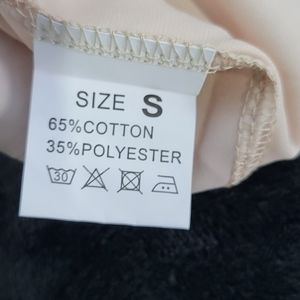 SIZE S
65%COTTON
35%POLYESTER
30